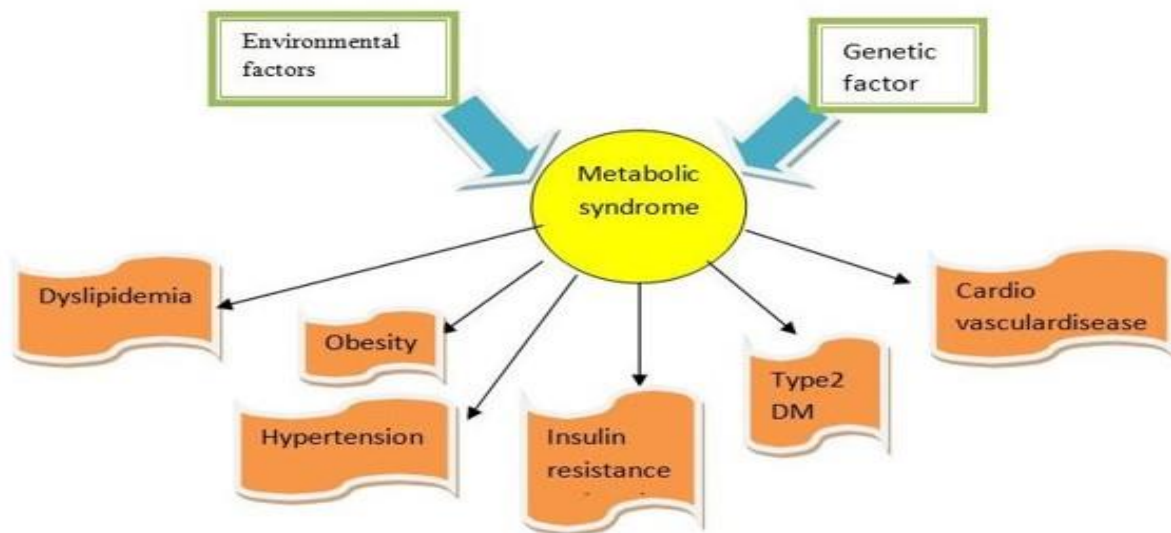 Environmental
factors
Genetic
factor
Metabolic
syndrome
Dyslipidemia
Obesity
Hypertension
Insulin
resistance
Type2
DM
Cardio
vasculardisease